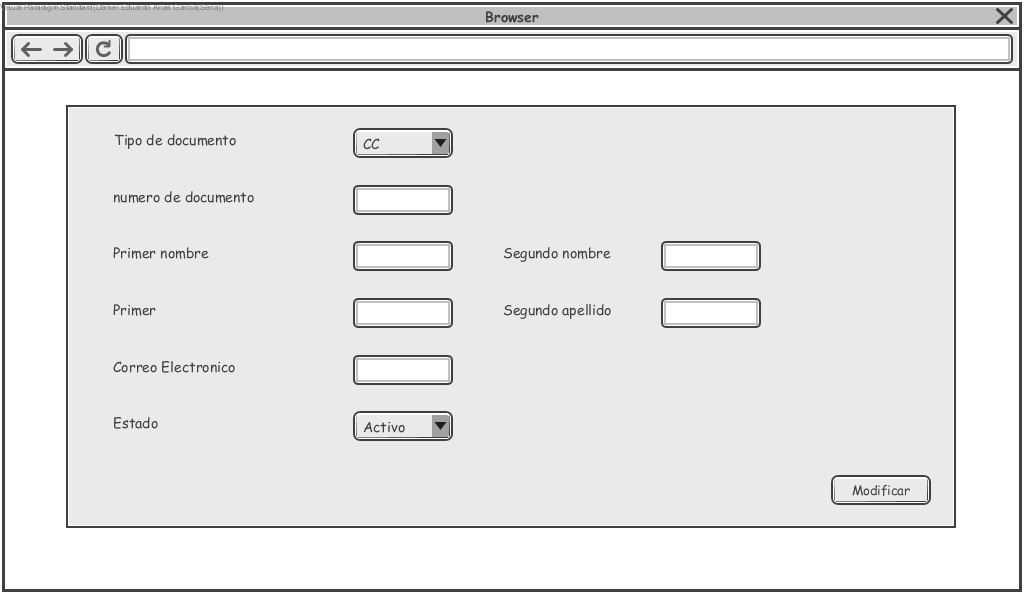 Visual Paradigm Standard(Daniel Eduardo Arias Garcia(Sena))
Browser
Tipo de documento CC
numero de documento
Primer nombre Segundo nombre
Primer Segundo apellido
Correo Electronico
Estado Activo
Modificar